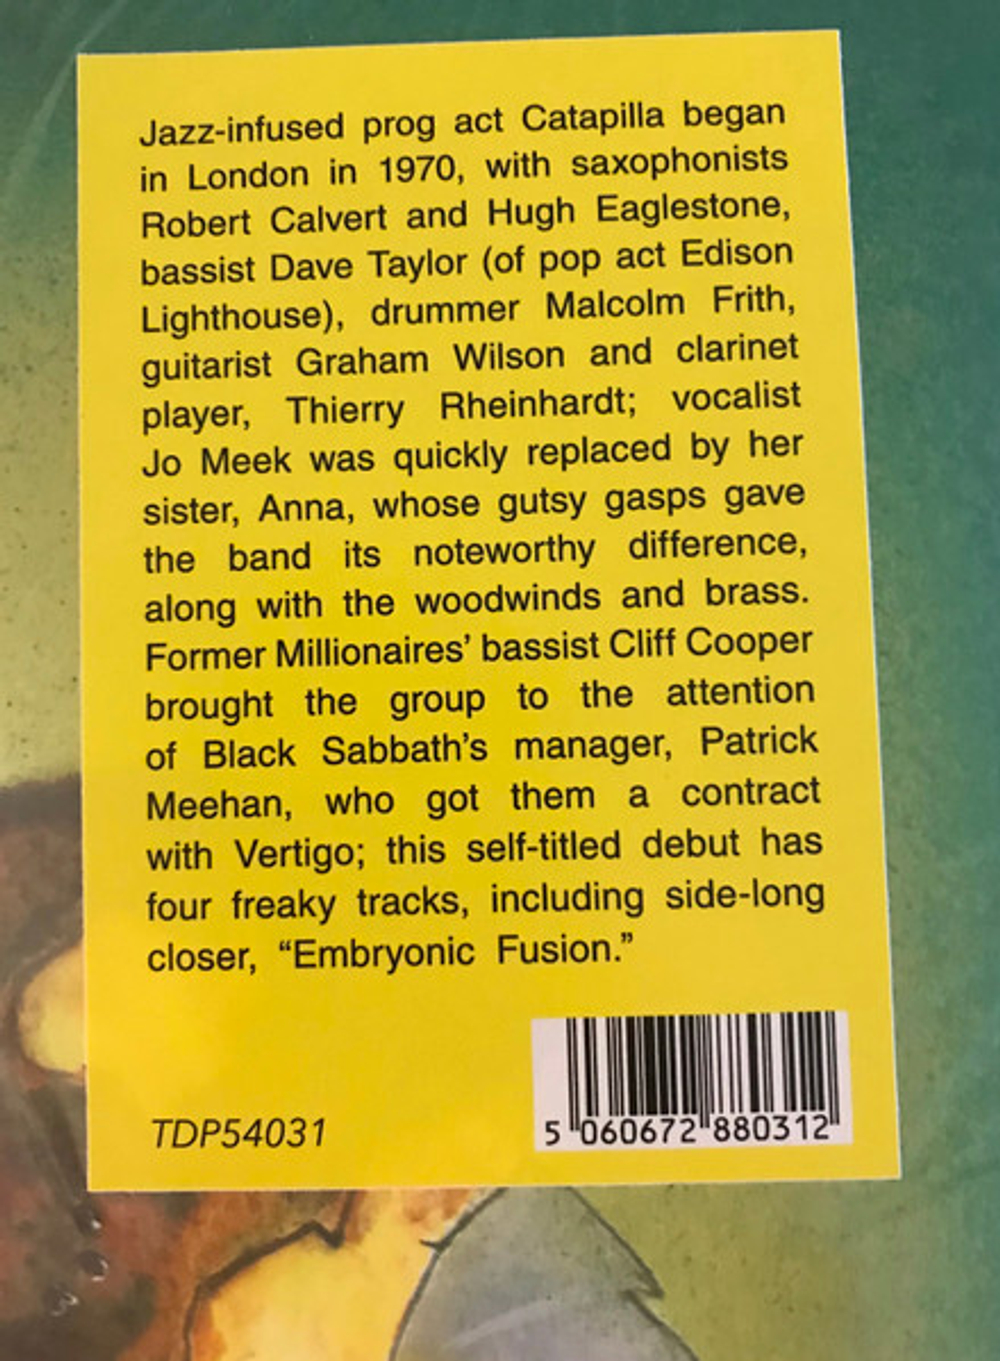 Jazz-infused prog act Catapilla began
in London in 1970, with saxophonists
Robert Calvert and Hugh Eaglestone,
bassist Dave Taylor (of pop act Edison
Lighthouse), drummer Malcolm Frith,
guitarist Graham Wilson and clarinet
player, Thierry Rheinhardt; vocalist
Jo Meek was quickly replaced by her
sister, Anna, whose gutsy gasps gave
the band its noteworthy difference,
along with the woodwinds and brass.
Former Millionaires’ bassist Cliff Cooper
brought the group to the attention
of Black Sabbath’s manager, Patrick
Meehan, who got them a contract
with Vertigo; this self-titled debut has
four freaky tracks, including side-long
closer, “Embryonic Fusion.”
TDP54031
5 060672 880312